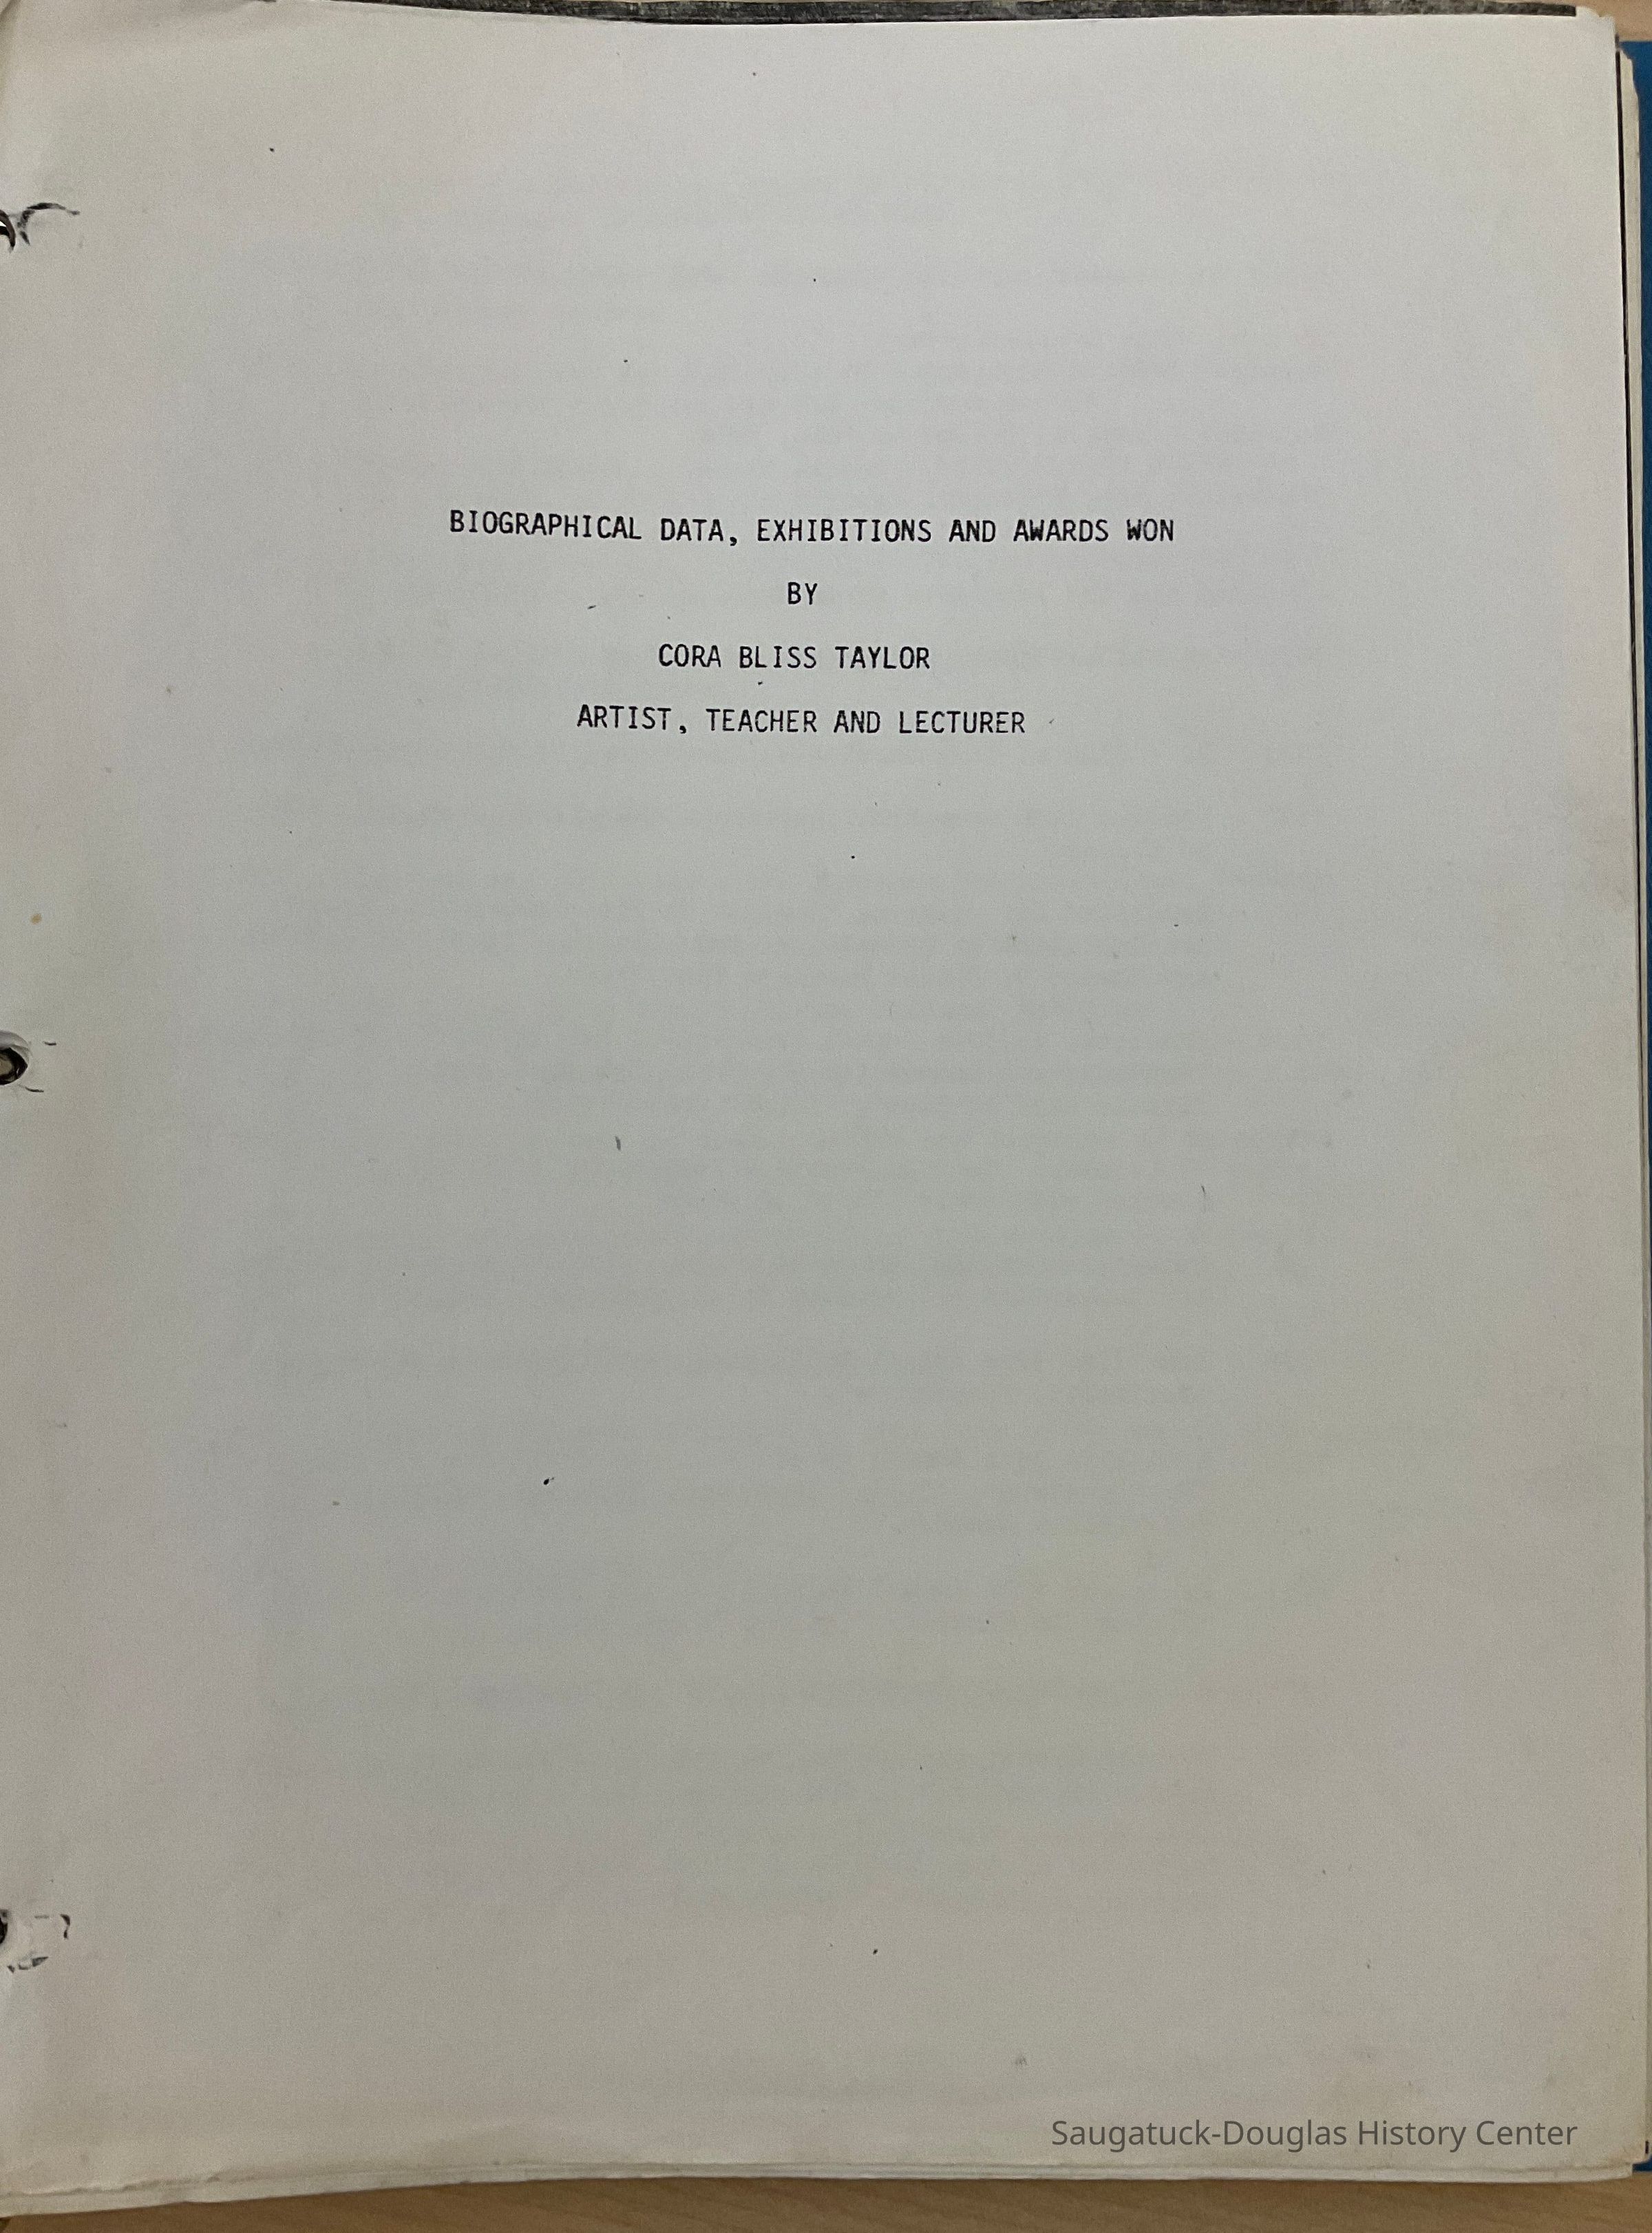 BIOGRAPHICAL DATA, EXHIBITIONS AND AWARDS WON
BY
CORA BLISS TAYLOR
ARTIST, TEACHER AND LECTURER
Saugatuck-Douglas History Center